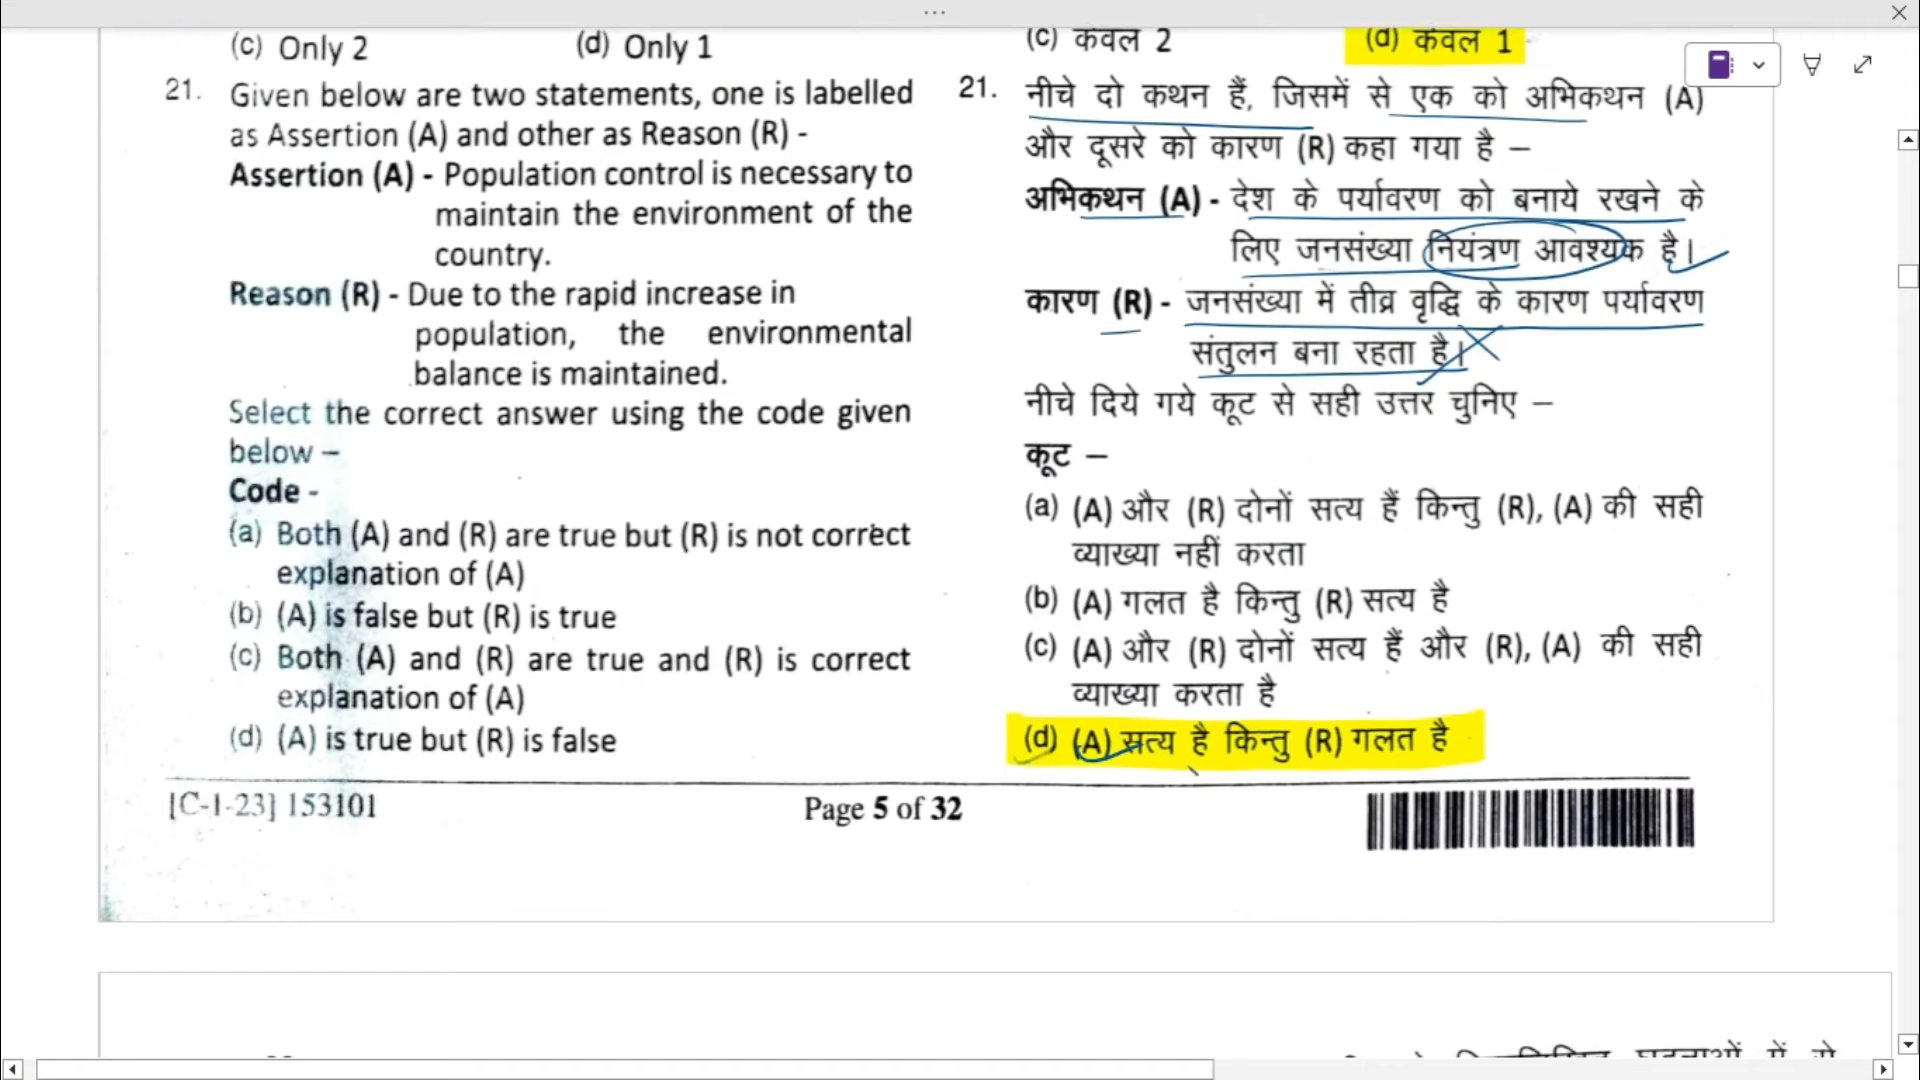 (c) Only 2 (d) Only 1
21. Given below are two statements, one is labelled
as Assertion (A) and other as Reason (R) -
Assertion (A) - Population control is necessary to
maintain the environment of the
country.
Reason (R) - Due to the rapid increase in
population, the environmental
balance is maintained.
Select the correct answer using the code given
below –
Code -
(a) Both (A) and (R) are true but (R) is not correct
explanation of (A)
(b) (A) is false but (R) is true
(c) Both (A) and (R) are true and (R) is correct
explanation of (A)
(d) (A) is true but (R) is false
(c) केवल 2 (d) केवल 1
21. नीचे दो कथन हैं, जिसमें से एक को अभिकथन (A)
और दूसरे को कारण (R) कहा गया है –
अभिकथन (A) - देश के पर्यावरण को बनाये रखने के
लिए जनसंख्या नियंत्रण आवश्यक है।
कारण (R) - जनसंख्या में तीव्र वृद्धि के कारण पर्यावरण
संतुलन बना रहता है।
नीचे दिये गये कूट से सही उत्तर चुनिए –
कूट –
(a) (A) और (R) दोनों सत्य हैं किन्तु (R), (A) की सही
व्याख्या नहीं करता
(b) (A) गलत है किन्तु (R) सत्य है
(c) (A) और (R) दोनों सत्य हैं और (R), (A) की सही
व्याख्या करता है
(d) (A) सत्य है किन्तु (R) गलत है
[C-1-23] 153101 Page 5 of 32